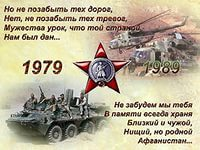 Но не позабыть тех дорог,
Нет, не позабыть тех тревог,
Мужества урок, что той страной
Нам был дан...
1979
1989
Не забудем мы тебя
В памяти всегда храня
Близкий и чужой,
Нищий, но родной
Афганистан...